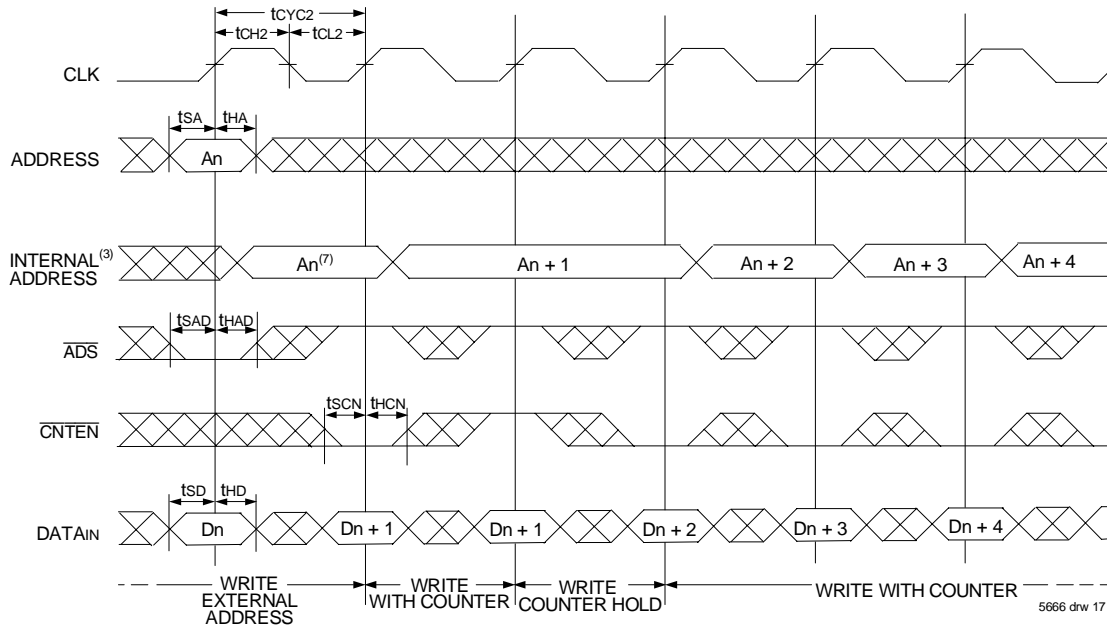 tCYC2
tCH2
tCL2
CLK
tSA
tHA
ADDRESS
An
INTERNAL(3)
ADDRESS
An(7)
An + 1
An + 2
An + 3
An + 4
tSAD
tHAD
ADS
tSCN
tHCN
CNTEN
tSD
tHD
DATAIN
Dn
Dn + 1
Dn + 1
Dn + 2
Dn + 3
Dn + 4
WRITE
EXTERNAL
ADDRESS
WRITE
WITH COUNTER
WRITE
COUNTER HOLD
WRITE WITH COUNTER
5666 drw 17